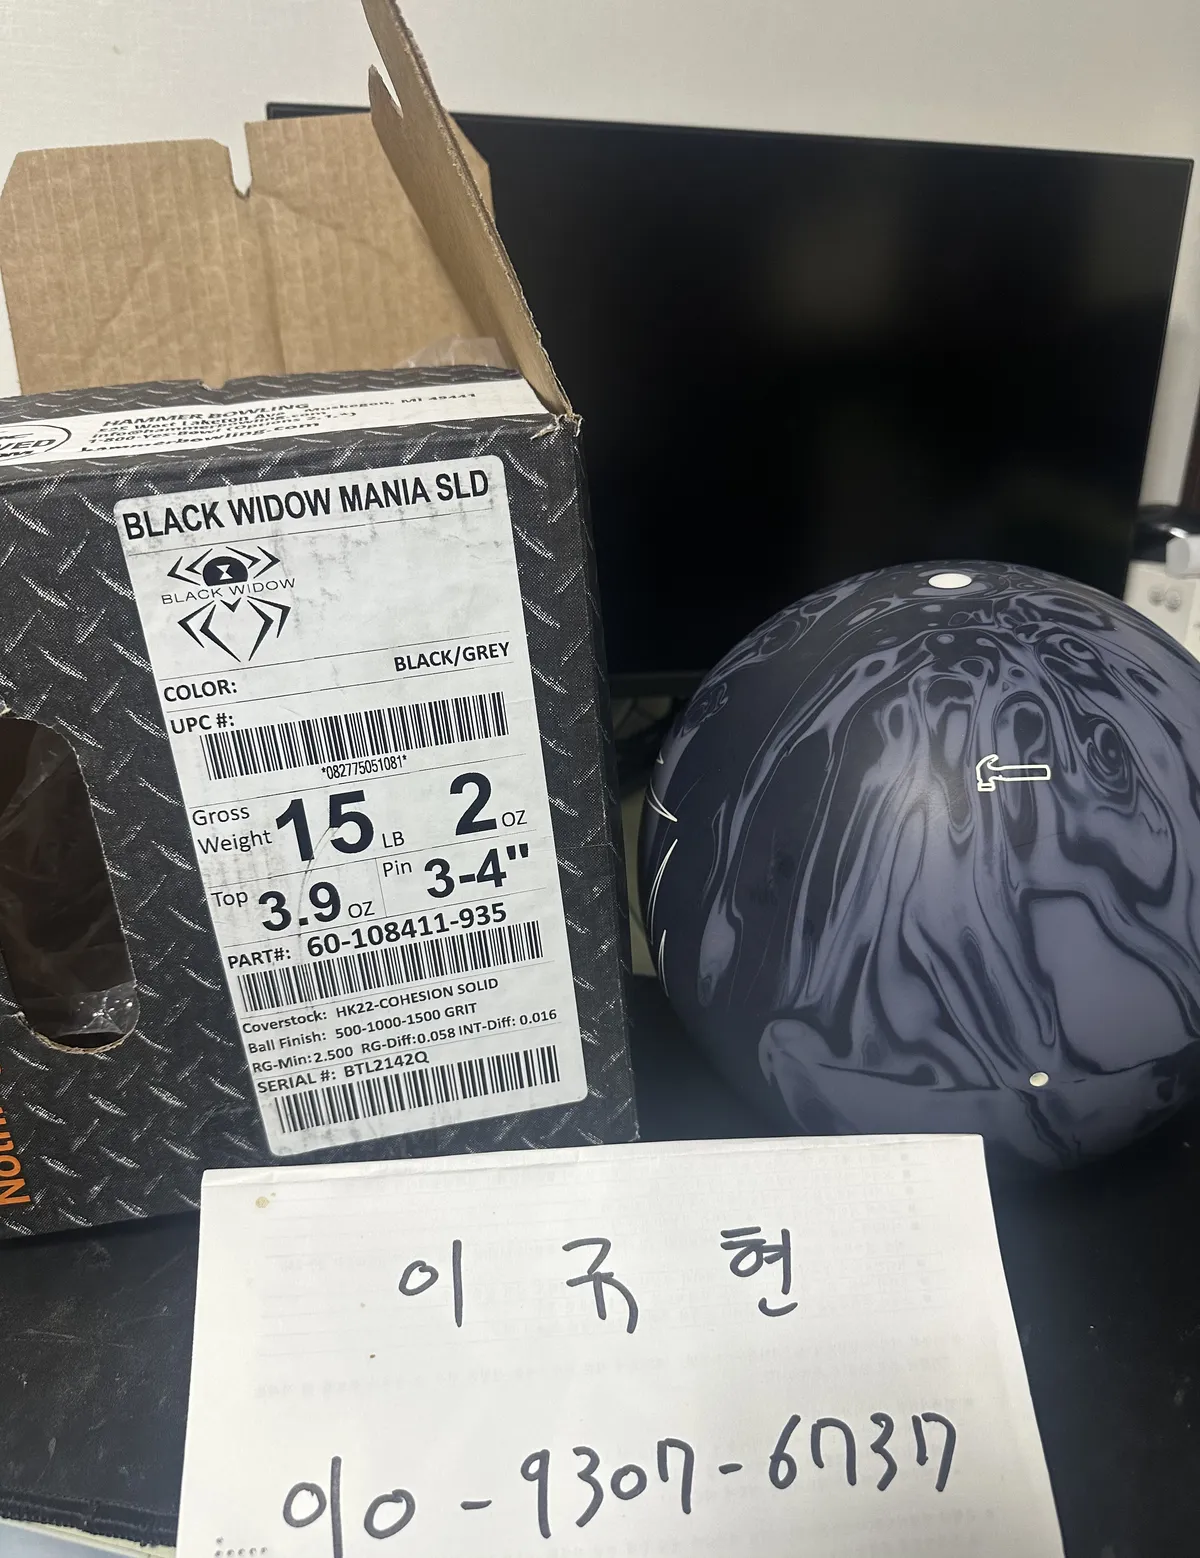 HAMMER BOWLING
hammerbowling.com
BLACK WIDOW MANIA SLD
BLACK WIDOW
COLOR: BLACK/GREY
UPC #:
*082775051081*
Gross Weight 15 LB 2 OZ
Top 3.9 OZ Pin 3-4"
PART#: 60-108411-935
Coverstock: HK22-COHESION SOLID
Ball Finish: 500-1000-1500 GRIT
RG-Min:2.500 RG-Diff:0.058 INT-Diff: 0.016
SERIAL #: BTL2142Q
이 규 현
010-9307-6737